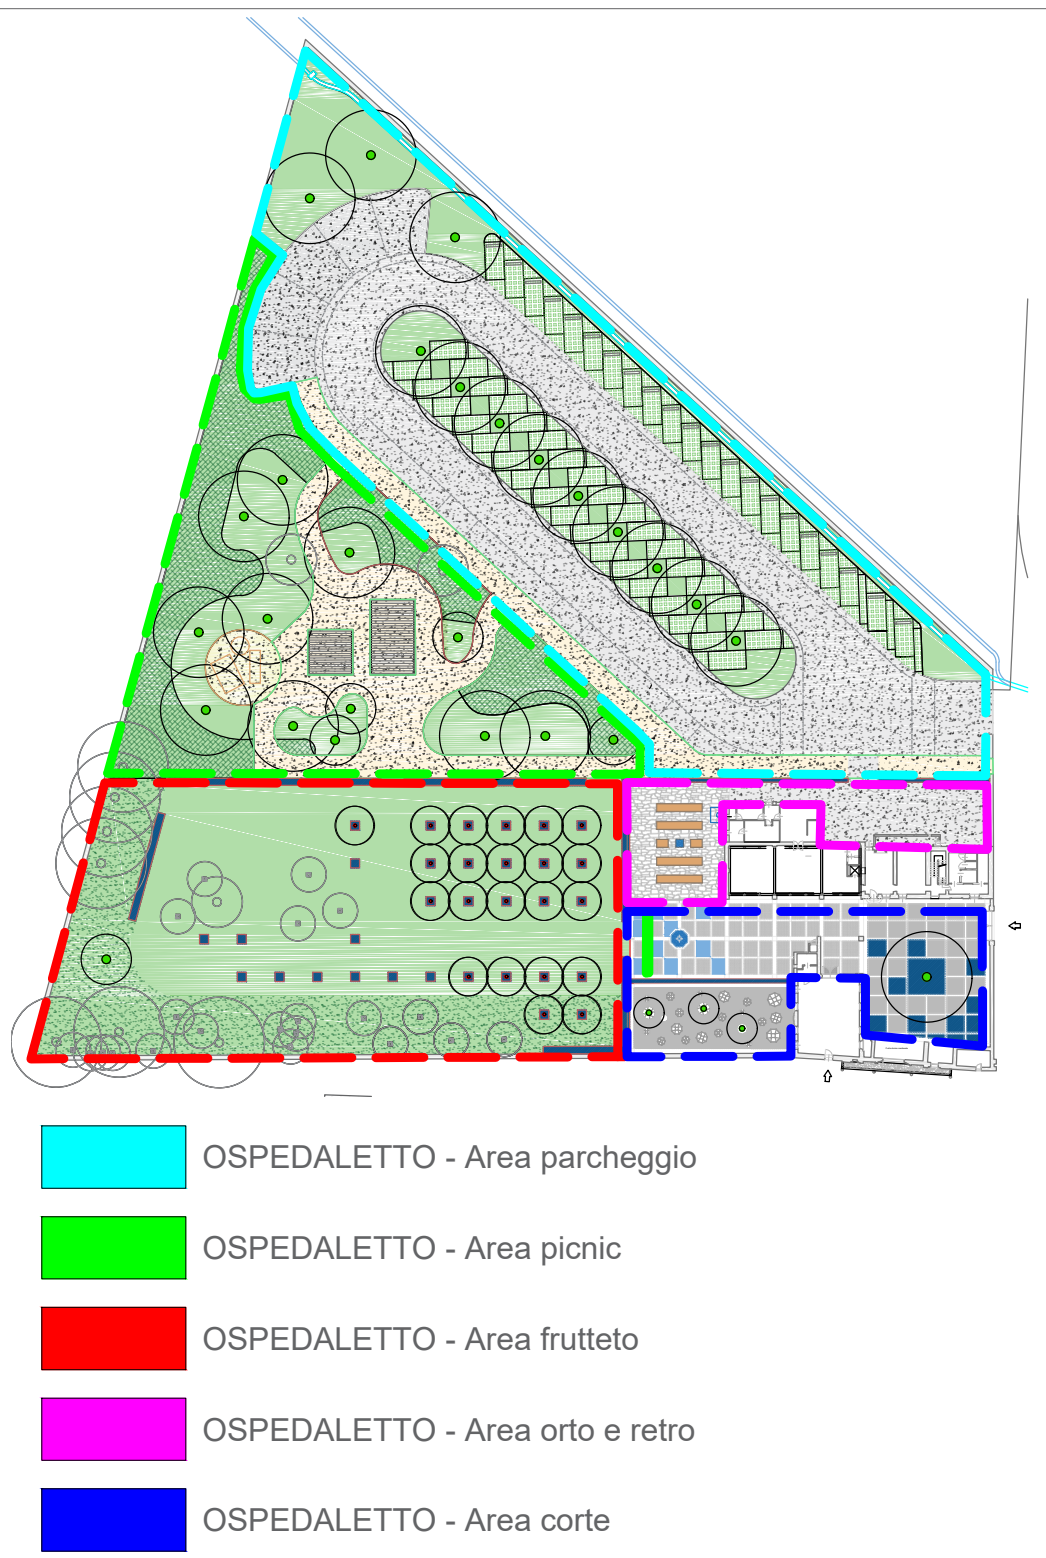 OSPEDALETTO - Area parcheggio
OSPEDALETTO - Area picnic
OSPEDALETTO - Area frutteto
OSPEDALETTO - Area orto e retro
OSPEDALETTO - Area corte